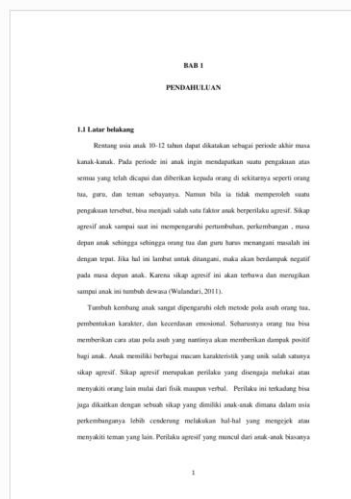 BAB 1
PENDAHULUAN
1.1 Latar belakang
Rentang usia anak 10-12 tahun dapat dikatakan sebagai periode akhir masa
kanak-kanak. Pada periode ini anak ingin mendapatkan suatu pengakuan atas
semua yang telah dicapai dan diberikan kepada orang di sekitarnya seperti orang
tua, guru, dan teman sebayanya. Namun bila ia tidak memperoleh suatu
pengakuan tersebut, bisa menjadi salah satu faktor anak berperilaku agresif. Sikap
agresif anak sampai saat ini mempengarahi pertumbuhan, perkembangan , masa
depan anak sehingga sehingga orang tua dan guru harus menangani masalah ini
dengan tepat. Jika hal ini lambat untuk ditangani, maka akan berdampak negatif
pada masa depan anak. Karena sikap agresif ini akan terbawa dan merugikan
sampai anak ini tumbuh dewasa (Wulandari, 2011).
Tumbuh kembang anak sangat dipengaruhi oleh metode pola asuh orang tua,
pembentukan karakter, dan kecerdasan emosional. Seharusnya orang tua bisa
memberikan cara atau pola asuh yang nantinya akan memberikan dampak positif
bagi anak. Anak memiliki berbagai macam karakteristik yang unik salah satunya
sikap agresif. Sikap agresif merupakan perilaku yang disengaja melukai atau
menyakiti orang lain mulai dari fisik maupun verbal. Perilaku ini terkadang bisa
juga dikaitkan dengan sebuah sikap yang dimiliki anak-anak dimana dalam usia
perkembanganya lebih cenderung melakukan hal-hal yang mengejek atau
menyakiti teman yang lain. Perilaku agresif yang muncul dari anak-anak biasanya
1